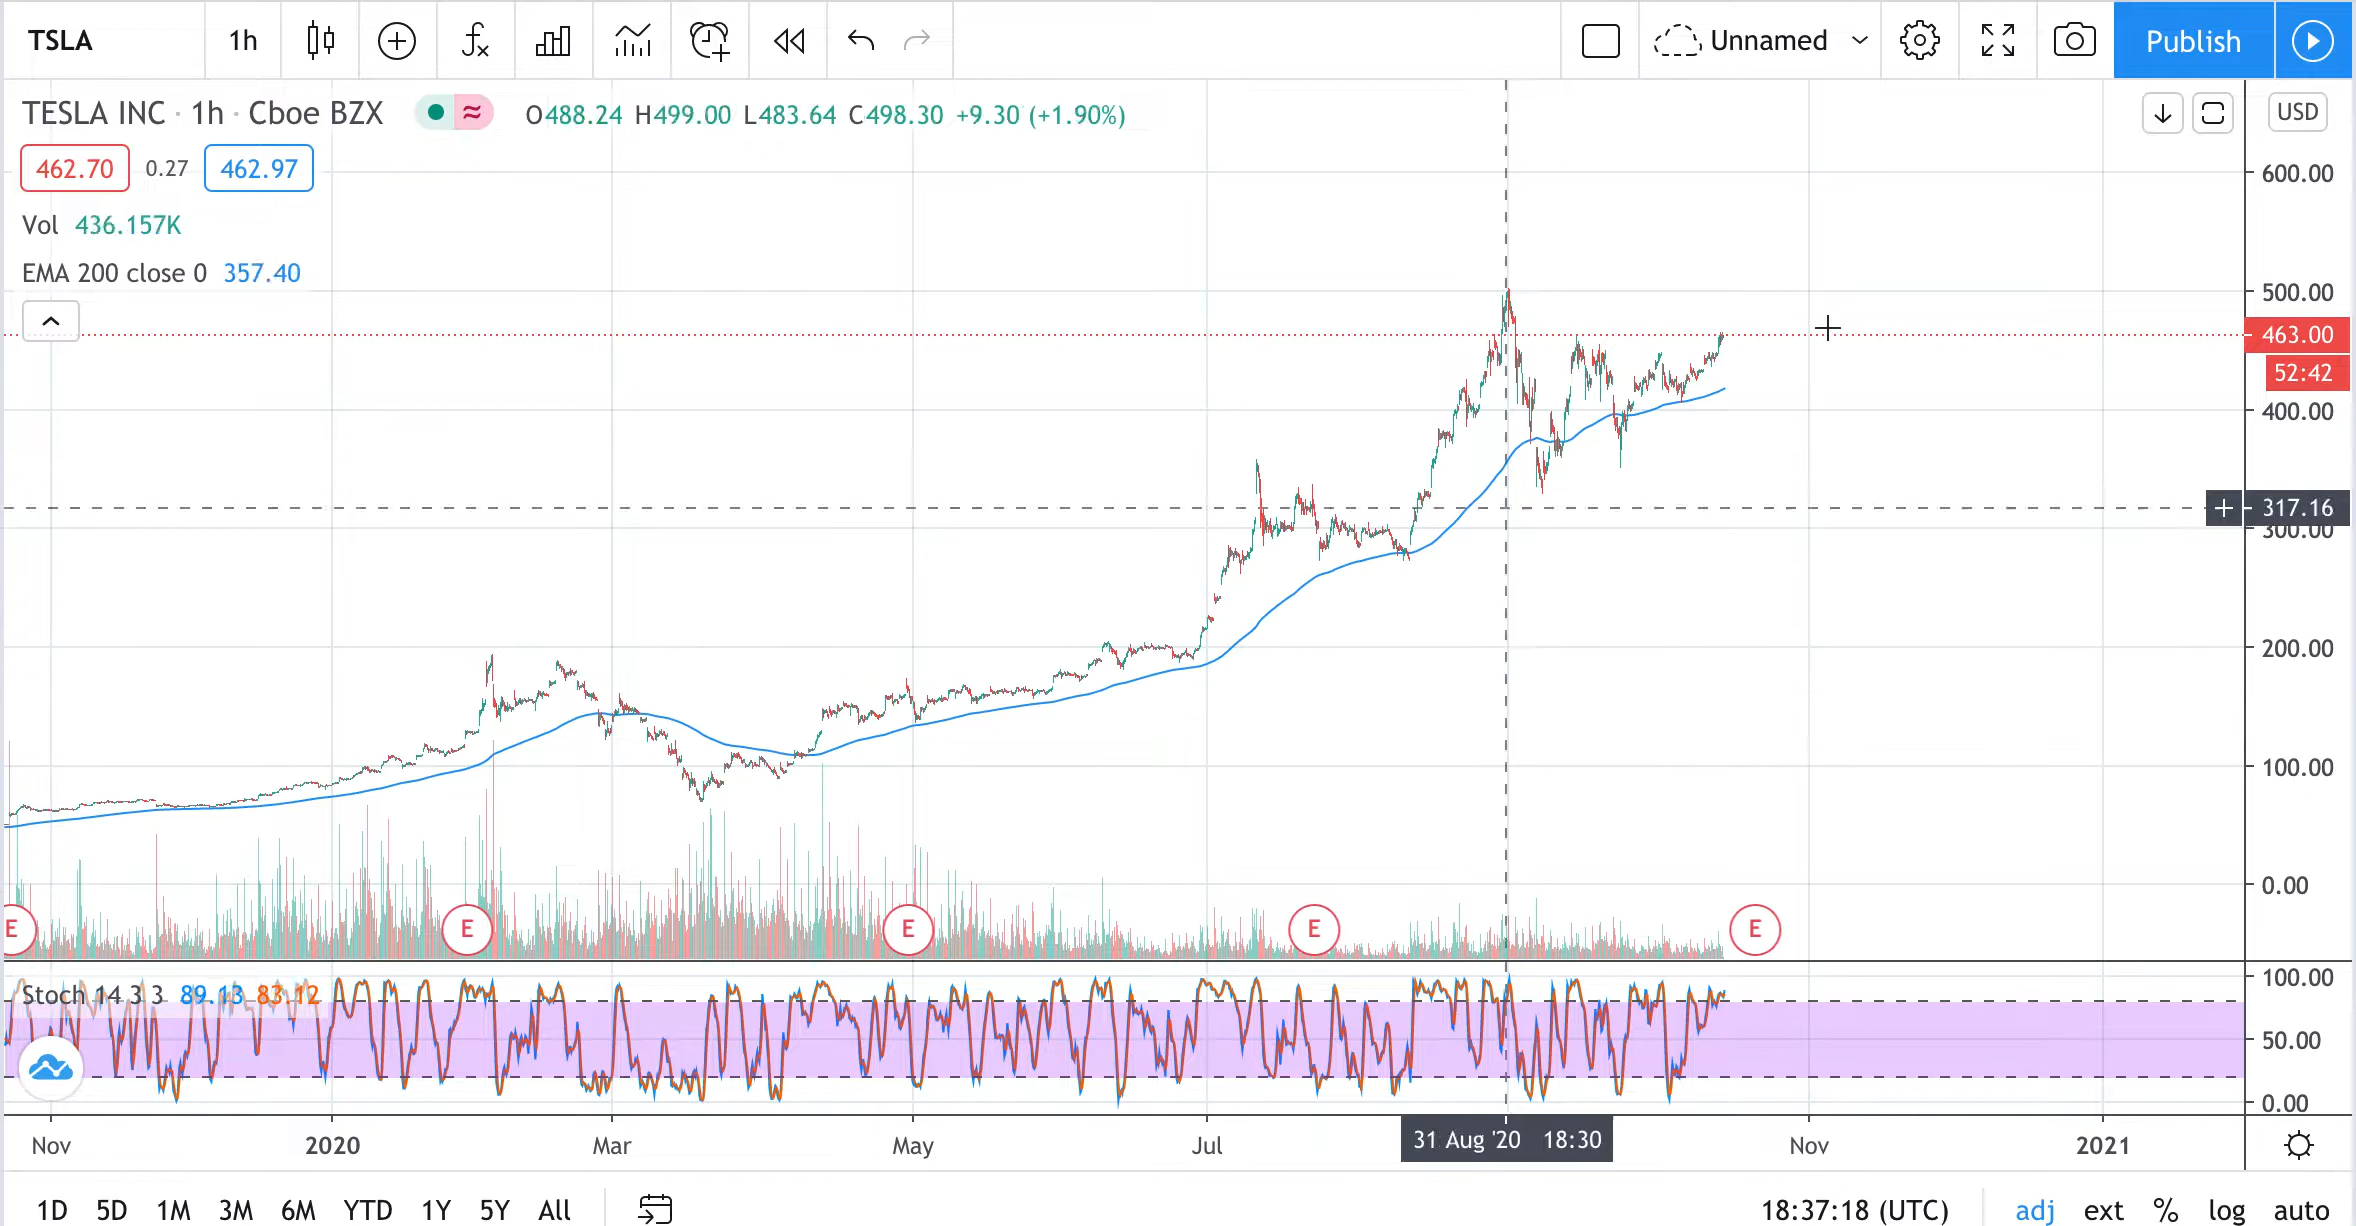 TSLA 1h Unnamed Publish
TESLA INC · 1h · Cboe BZX O488.24 H499.00 L483.64 C498.30 +9.30 (+1.90%) USD
462.70 0.27 462.97
Vol 436.157K
EMA 200 close 0 357.40
600.00
500.00
463.00
52:42
400.00
317.16
300.00
200.00
100.00
0.00
E E E E E
Stoch 14 3 3 89.13 83.12
100.00
50.00
0.00
Nov 2020 Mar May Jul 31 Aug '20 18:30 Nov 2021
1D 5D 1M 3M 6M YTD 1Y 5Y All 18:37:18 (UTC) adj ext % log auto